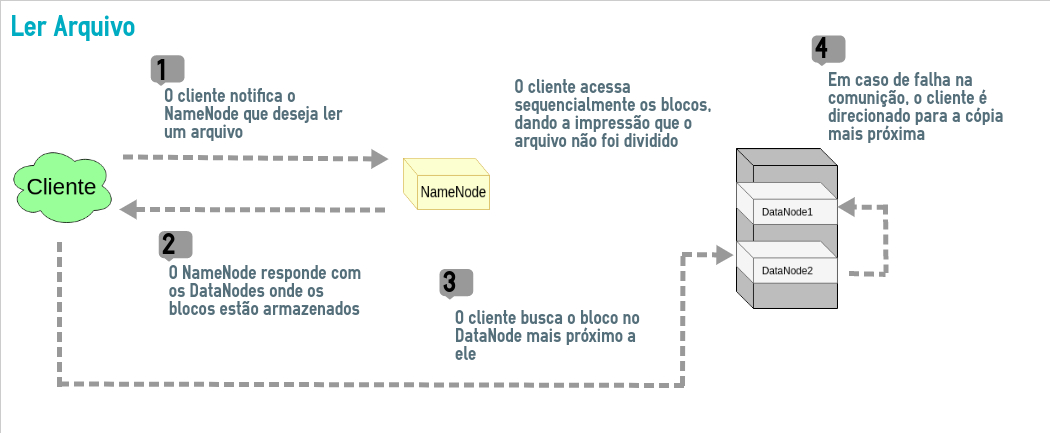 Ler Arquivo
1
O cliente notifica o
NameNode que deseja ler
um arquivo
O cliente acessa
sequencialmente os blocos,
dando a impressão que o
arquivo não foi dividido
4
Em caso de falha na
comunição, o cliente é
direcionado para a cópia
mais próxima
Cliente
NameNode
DataNode1
DataNode2
2
O NameNode responde com
os DataNodes onde os
blocos estão armazenados
3
O cliente busca o bloco no
DataNode mais próximo a
ele